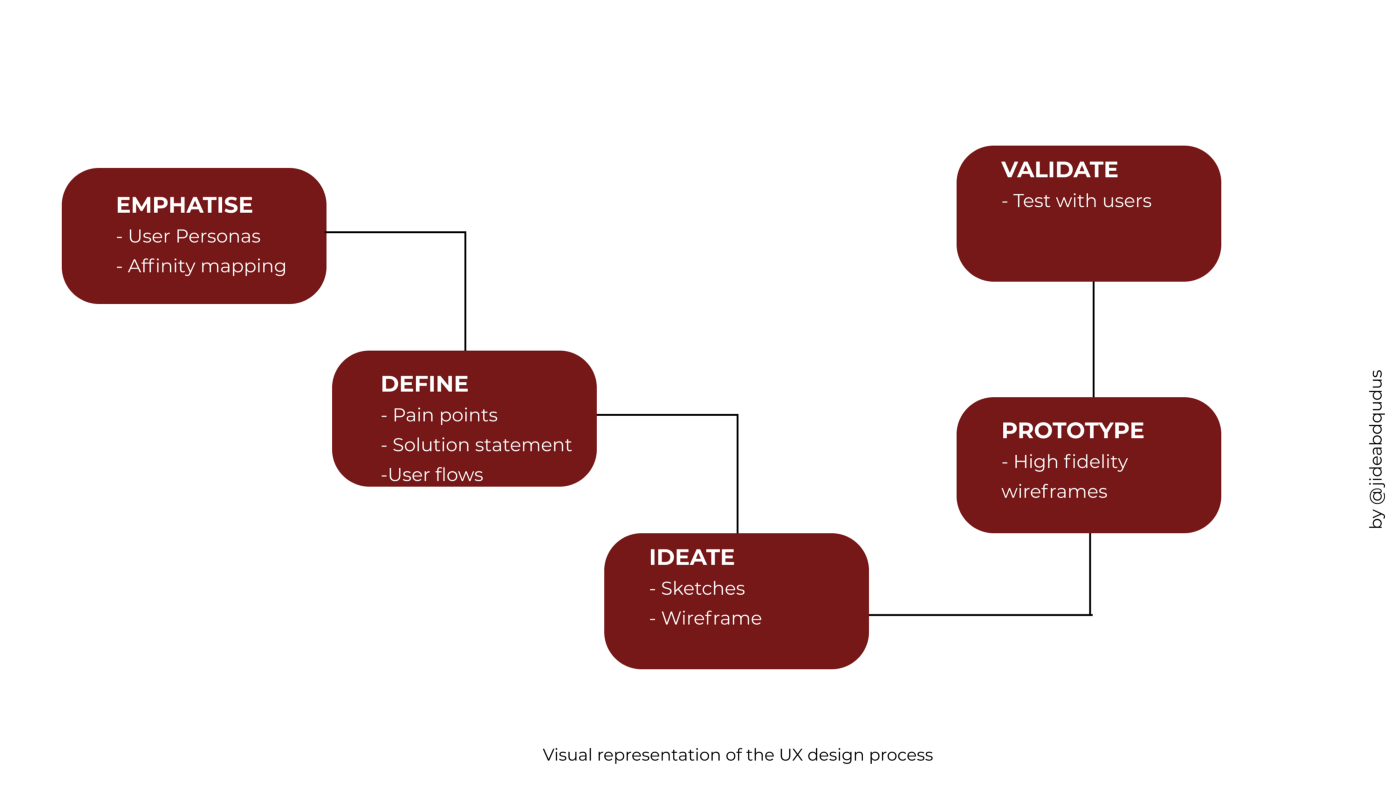 EMPHATISE
- User Personas
- Affinity mapping
DEFINE
- Pain points
- Solution statement
-User flows
IDEATE
- Sketches
- Wireframe
PROTOTYPE
- High fidelity
wireframes
VALIDATE
- Test with users
by @jideabdqudus
Visual representation of the UX design process